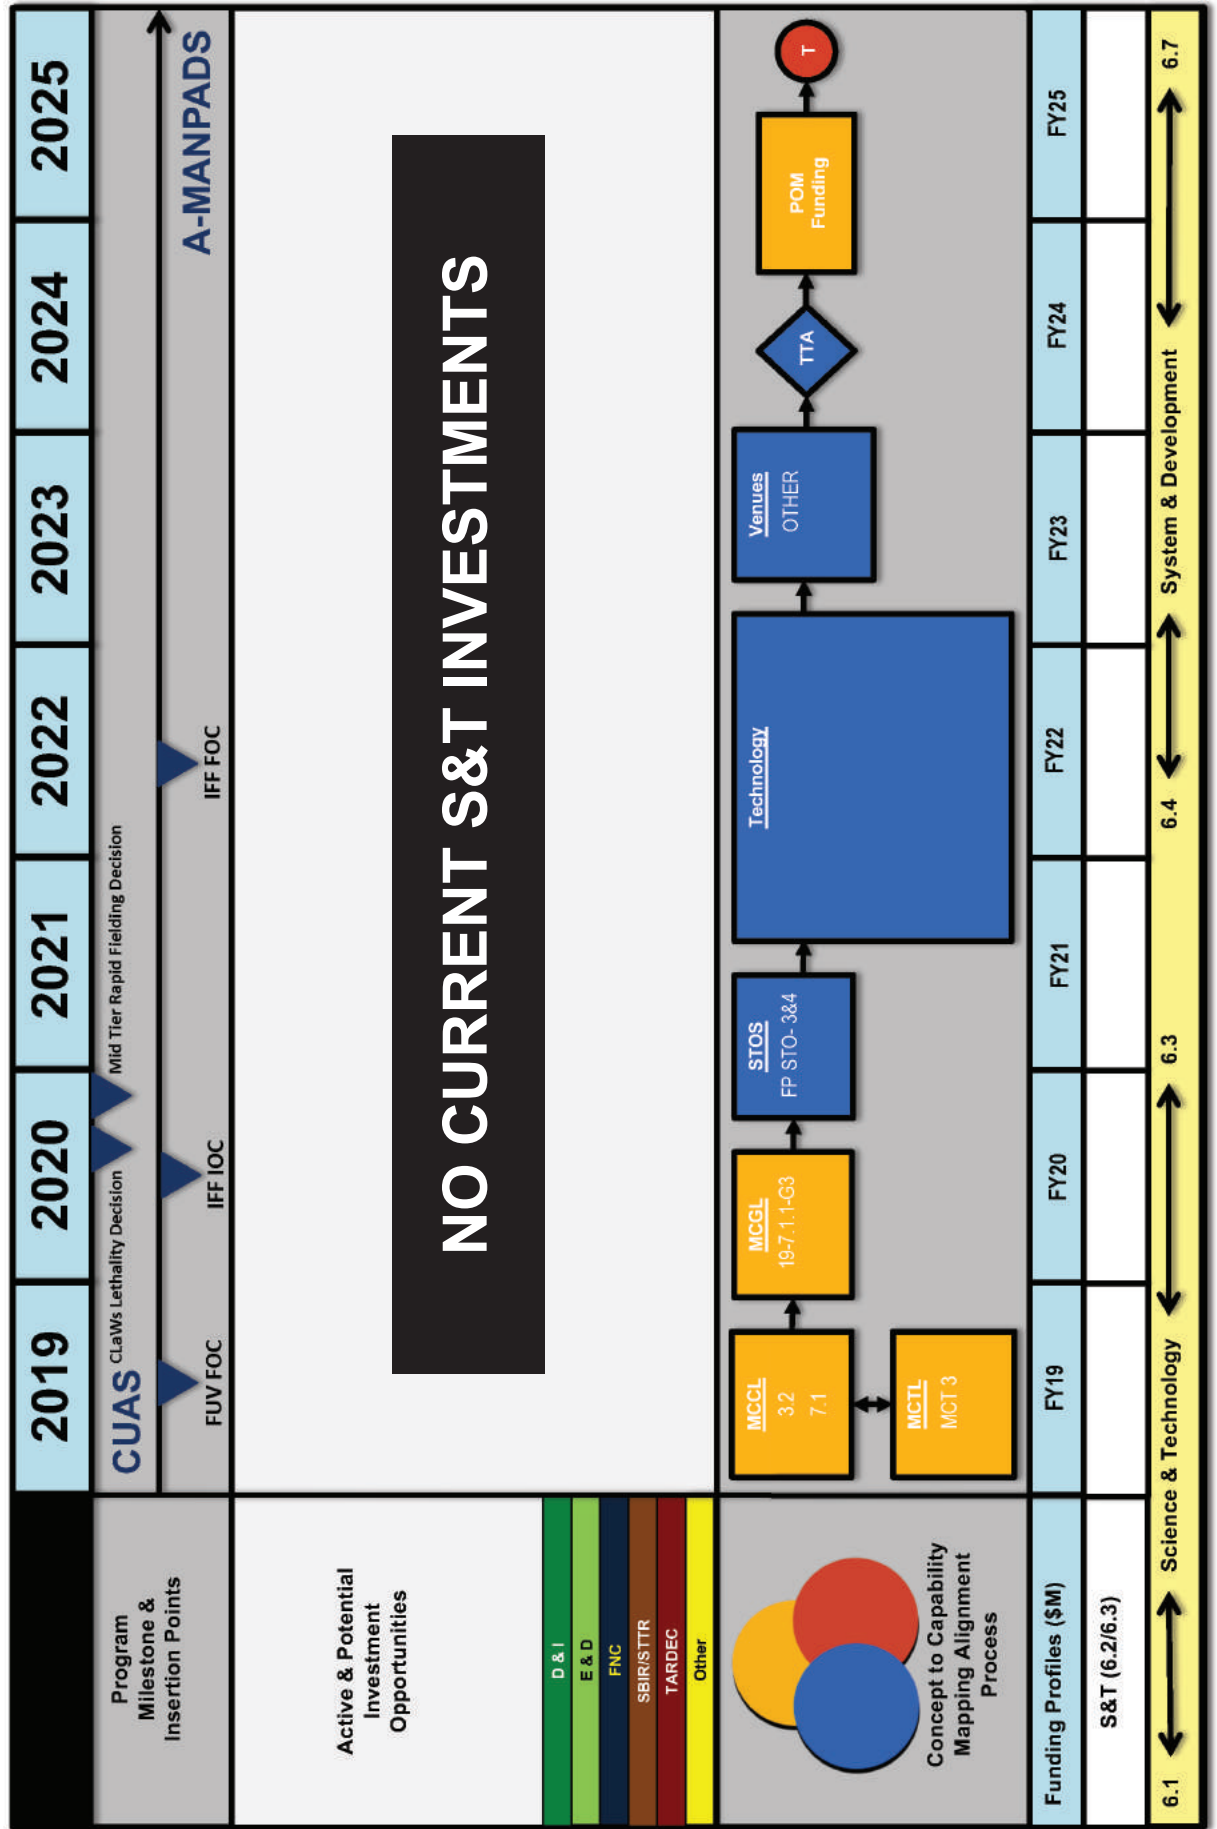 2019
2020
2021
2022
2023
2024
2025
Program
Milestone &
Insertion Points
CUAS
CLaWs Lethality Decision
Mid Tier Rapid Fielding Decision
A-MANPADS
FUV FOC
IFF IOC
IFF FOC
Active & Potential
Investment
Opportunities
D & I
E & D
FNC
SBIR/STTR
TARDEC
Other
NO CURRENT S&T INVESTMENTS
Concept to Capability
Mapping Alignment
Process
MCCL
3.2
7.1
MCTL
MCT 3
MCGL
19-7.1.1-G3
STOS
FP STO- 3&4
Technology
Venues
OTHER
TTA
POM
Funding
T
Funding Profiles ($M)
FY19
FY20
FY21
FY22
FY23
FY24
FY25
S&T (6.2/6.3)
6.1
Science & Technology
6.3
6.4
System & Development
6.7